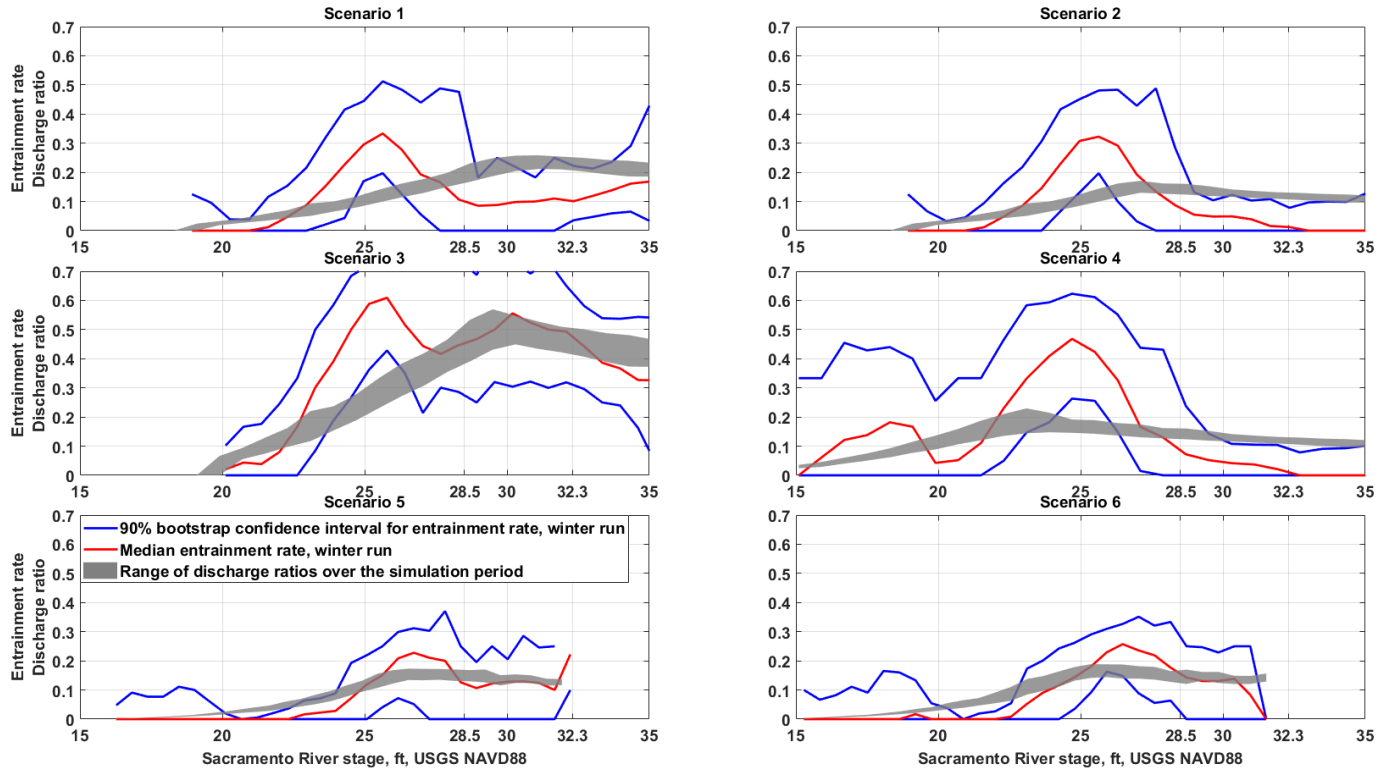 Scenario 1
Scenario 2
0.7
0.6
0.5
0.4
0.3
0.2
0.1
0
Entrainment rate
Discharge ratio
15 20 25 28.5 30 32.3 35
0.7
0.6
0.5
0.4
0.3
0.2
0.1
0
15 20 25 28.5 30 32.3 35
Scenario 3
Scenario 4
0.7
0.6
0.5
0.4
0.3
0.2
0.1
0
Entrainment rate
Discharge ratio
15 20 25 28.5 30 32.3 35
0.7
0.6
0.5
0.4
0.3
0.2
0.1
0
15 20 25 28.5 30 32.3 35
Scenario 5
Scenario 6
0.7
0.6
0.5
0.4
0.3
0.2
0.1
0
Entrainment rate
Discharge ratio
90% bootstrap confidence interval for entrainment rate, winter run
Median entrainment rate, winter run
Range of discharge ratios over the simulation period
15 20 25 28.5 30 32.3 35
Sacramento River stage, ft, USGS NAVD88
0.7
0.6
0.5
0.4
0.3
0.2
0.1
0
15 20 25 28.5 30 32.3 35
Sacramento River stage, ft, USGS NAVD88